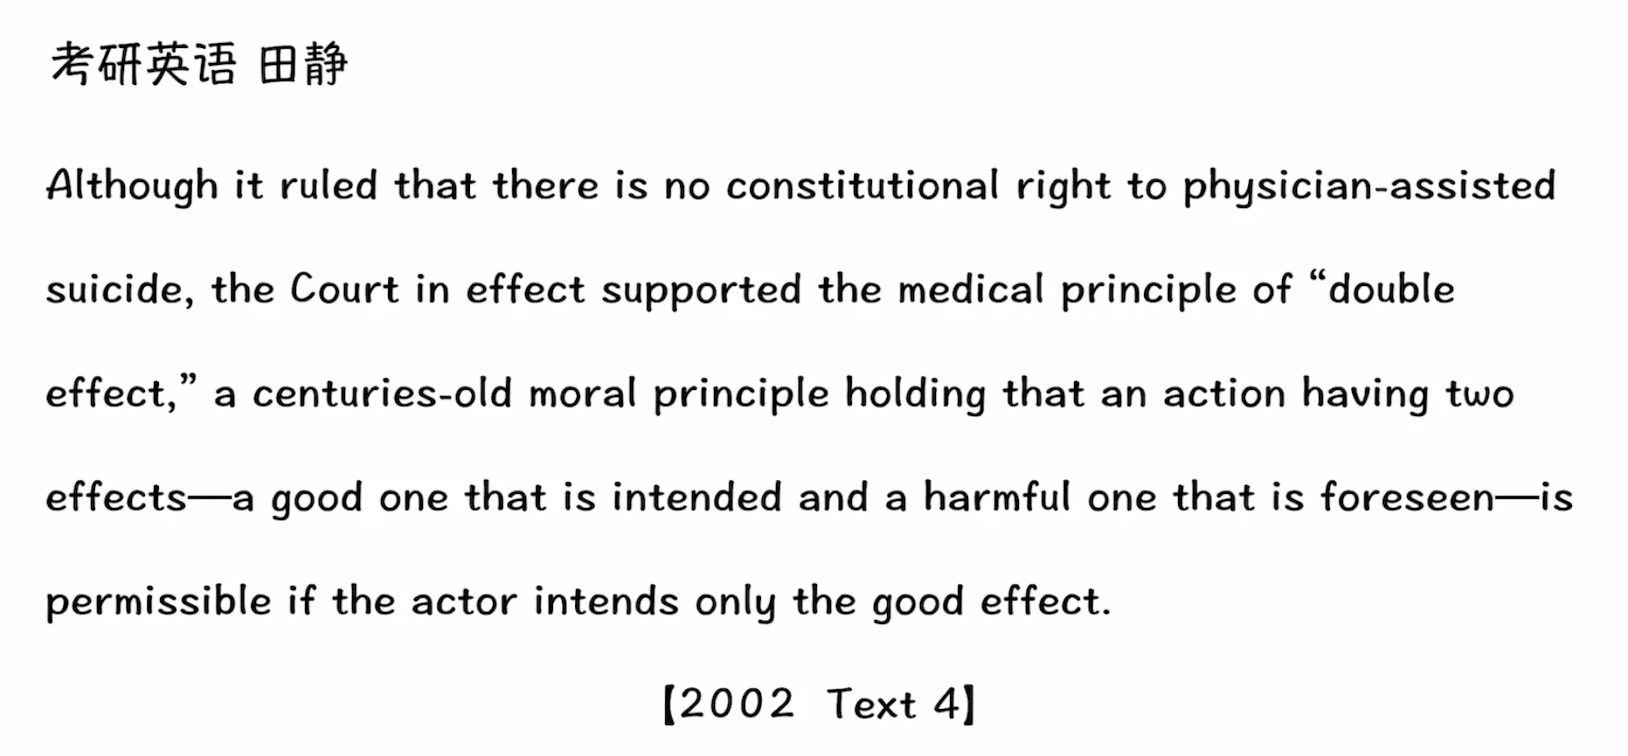 考研英语 田静
Although it ruled that there is no constitutional right to physician-assisted
suicide, the Court in effect supported the medical principle of “double
effect,” a centuries-old moral principle holding that an action having two
effects—a good one that is intended and a harmful one that is foreseen—is
permissible if the actor intends only the good effect.
【2002 Text 4】